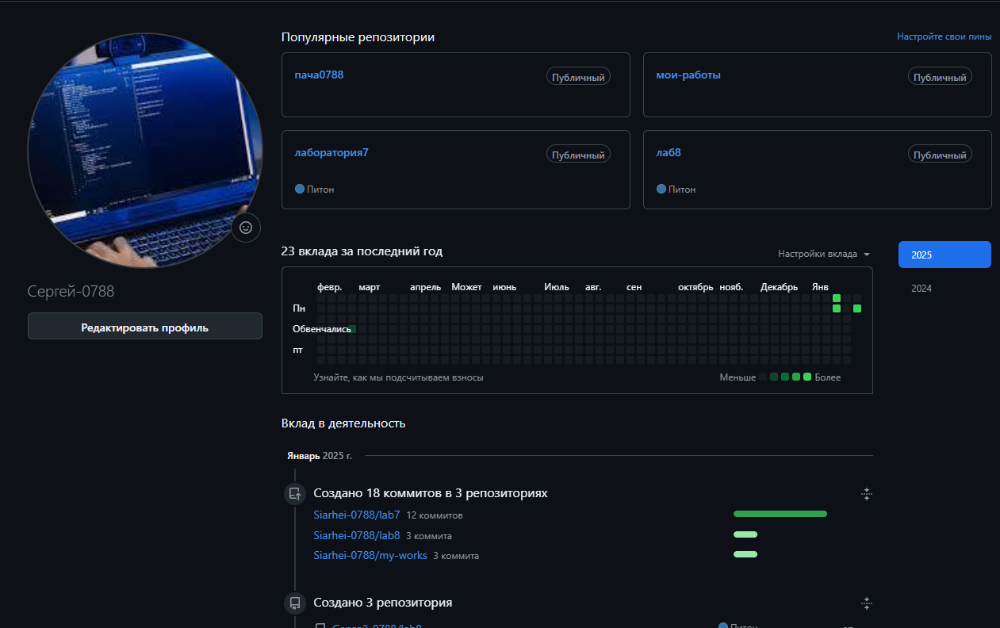 Популярные репозитории
Настройте свои пины
пача0788
Публичный
мои-работы
Публичный
лаборатория7
Публичный
Питон
лаб8
Публичный
Питон
Сергей-0788
Редактировать профиль
23 вклада за последний год
Настройки вклада
2025
2024
февр. март апрель Может июнь Июль авг. сен октябрь нояб. Декабрь Янв
Пн
Обвенчались
пт
Узнайте, как мы подсчитываем взносы
Меньше Более
Вклад в деятельность
Январь 2025 г.
Создано 18 коммитов в 3 репозиториях
Siarhei-0788/lab7 12 коммитов
Siarhei-0788/lab8 3 коммита
Siarhei-0788/my-works 3 коммита
Создано 3 репозитория
Сергей-0788/lab8 Питон